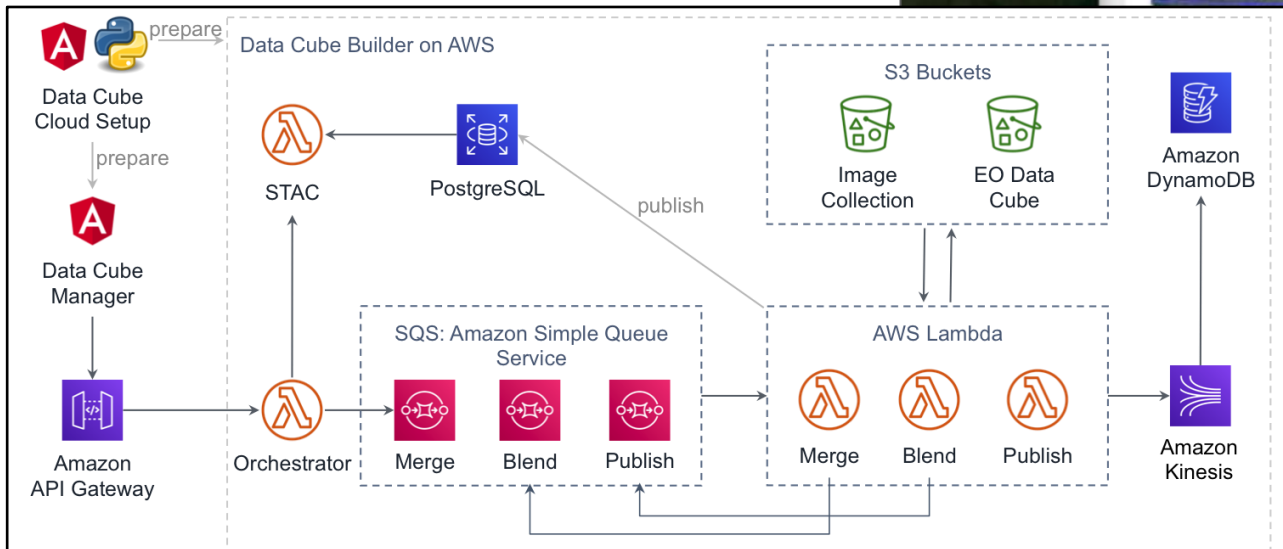 prepare
Data Cube
Cloud Setup
prepare
Data Cube
Manager
Amazon
API Gateway
Data Cube Builder on AWS
STAC
PostgreSQL
publish
Orchestrator
SQS: Amazon Simple Queue
Service
Merge
Blend
Publish
S3 Buckets
Image
Collection
EO Data
Cube
AWS Lambda
Merge
Blend
Publish
Amazon
DynamoDB
Amazon
Kinesis